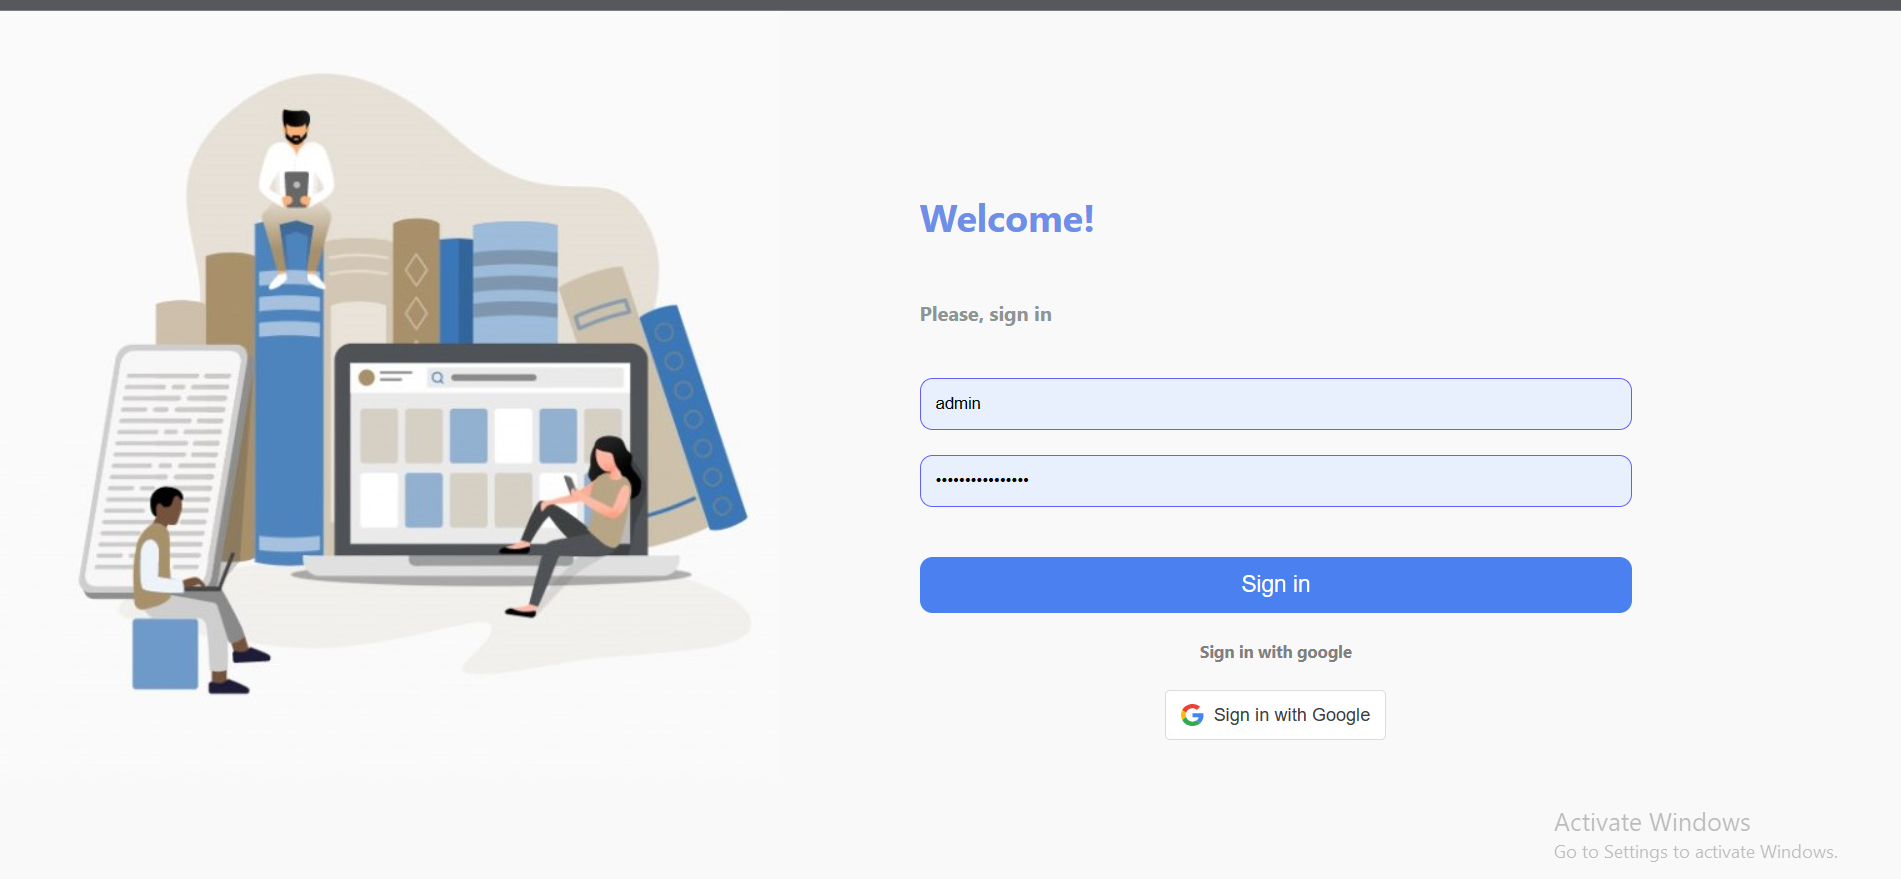 Welcome!
Please, sign in
admin
••••••••••••••••
Sign in
Sign in with google
Sign in with Google
Activate Windows
Go to Settings to activate Windows.